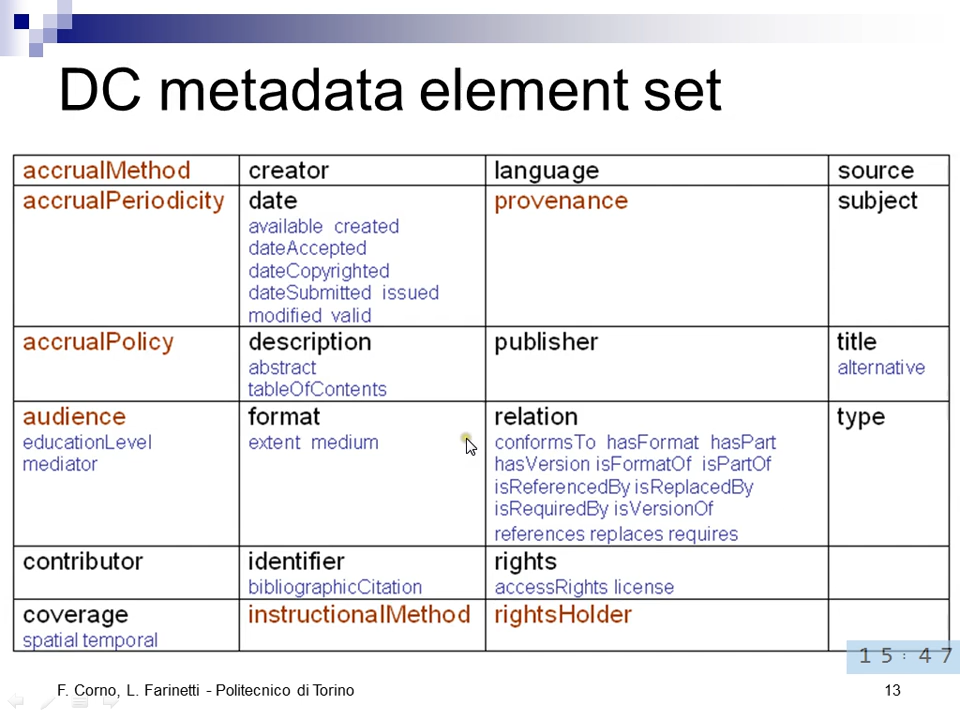 DC metadata element set
accrualMethod
creator
language
source
accrualPeriodicity
date
available created
dateAccepted
dateCopyrighted
dateSubmitted issued
modified valid
provenance
subject
accrualPolicy
description
abstract
tableOfContents
publisher
title
alternative
audience
educationLevel
mediator
format
extent medium
relation
conformsTo hasFormat hasPart
hasVersion isFormatOf isPartOf
isReferencedBy isReplacedBy
isRequiredBy isVersionOf
references replaces requires
type
contributor
identifier
bibliographicCitation
rights
accessRights license
coverage
spatial temporal
instructionalMethod
rightsHolder
15:47
F. Corno, L. Farinetti - Politecnico di Torino
13